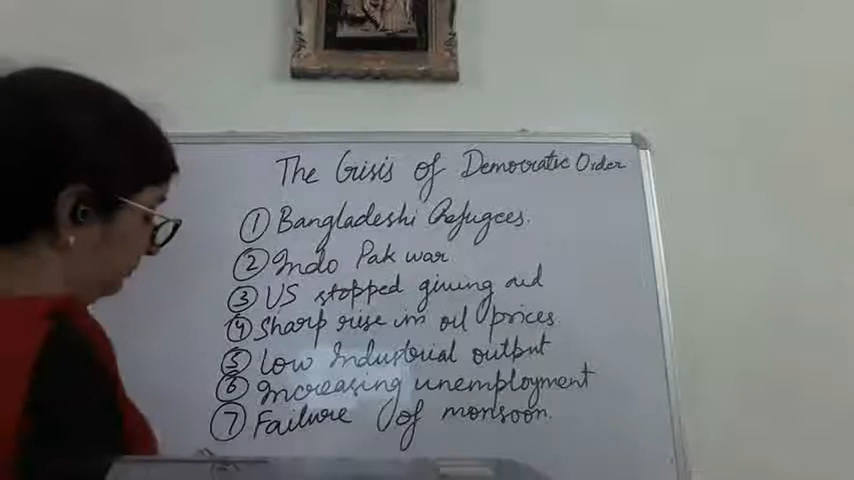 The Crisis of Democratic Order
① Bangladeshi Refugees.
② Indo Pak war
③ US stopped giving aid
④ Sharp rise in oil prices
⑤ Low Industrial output
⑥ Increasing unemployment
⑦ Failure of monsoon.